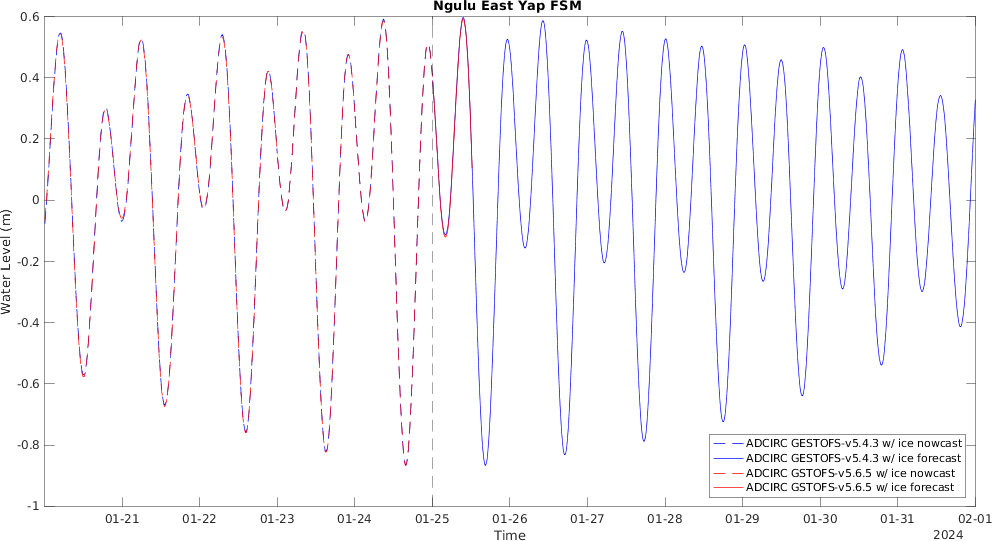 Ngulu East Yap FSM
0.6
0.4
0.2
0
-0.2
-0.4
-0.6
-0.8
-1
Water Level (m)
ADCIRC GESTOFS-v5.4.3 w/ ice nowcast
ADCIRC GESTOFS-v5.4.3 w/ ice forecast
ADCIRC GSTOFS-v5.6.5 w/ ice nowcast
ADCIRC GSTOFS-v5.6.5 w/ ice forecast
01-21 01-22 01-23 01-24 01-25 01-26 01-27 01-28 01-29 01-30 01-31 02-01
Time
2024